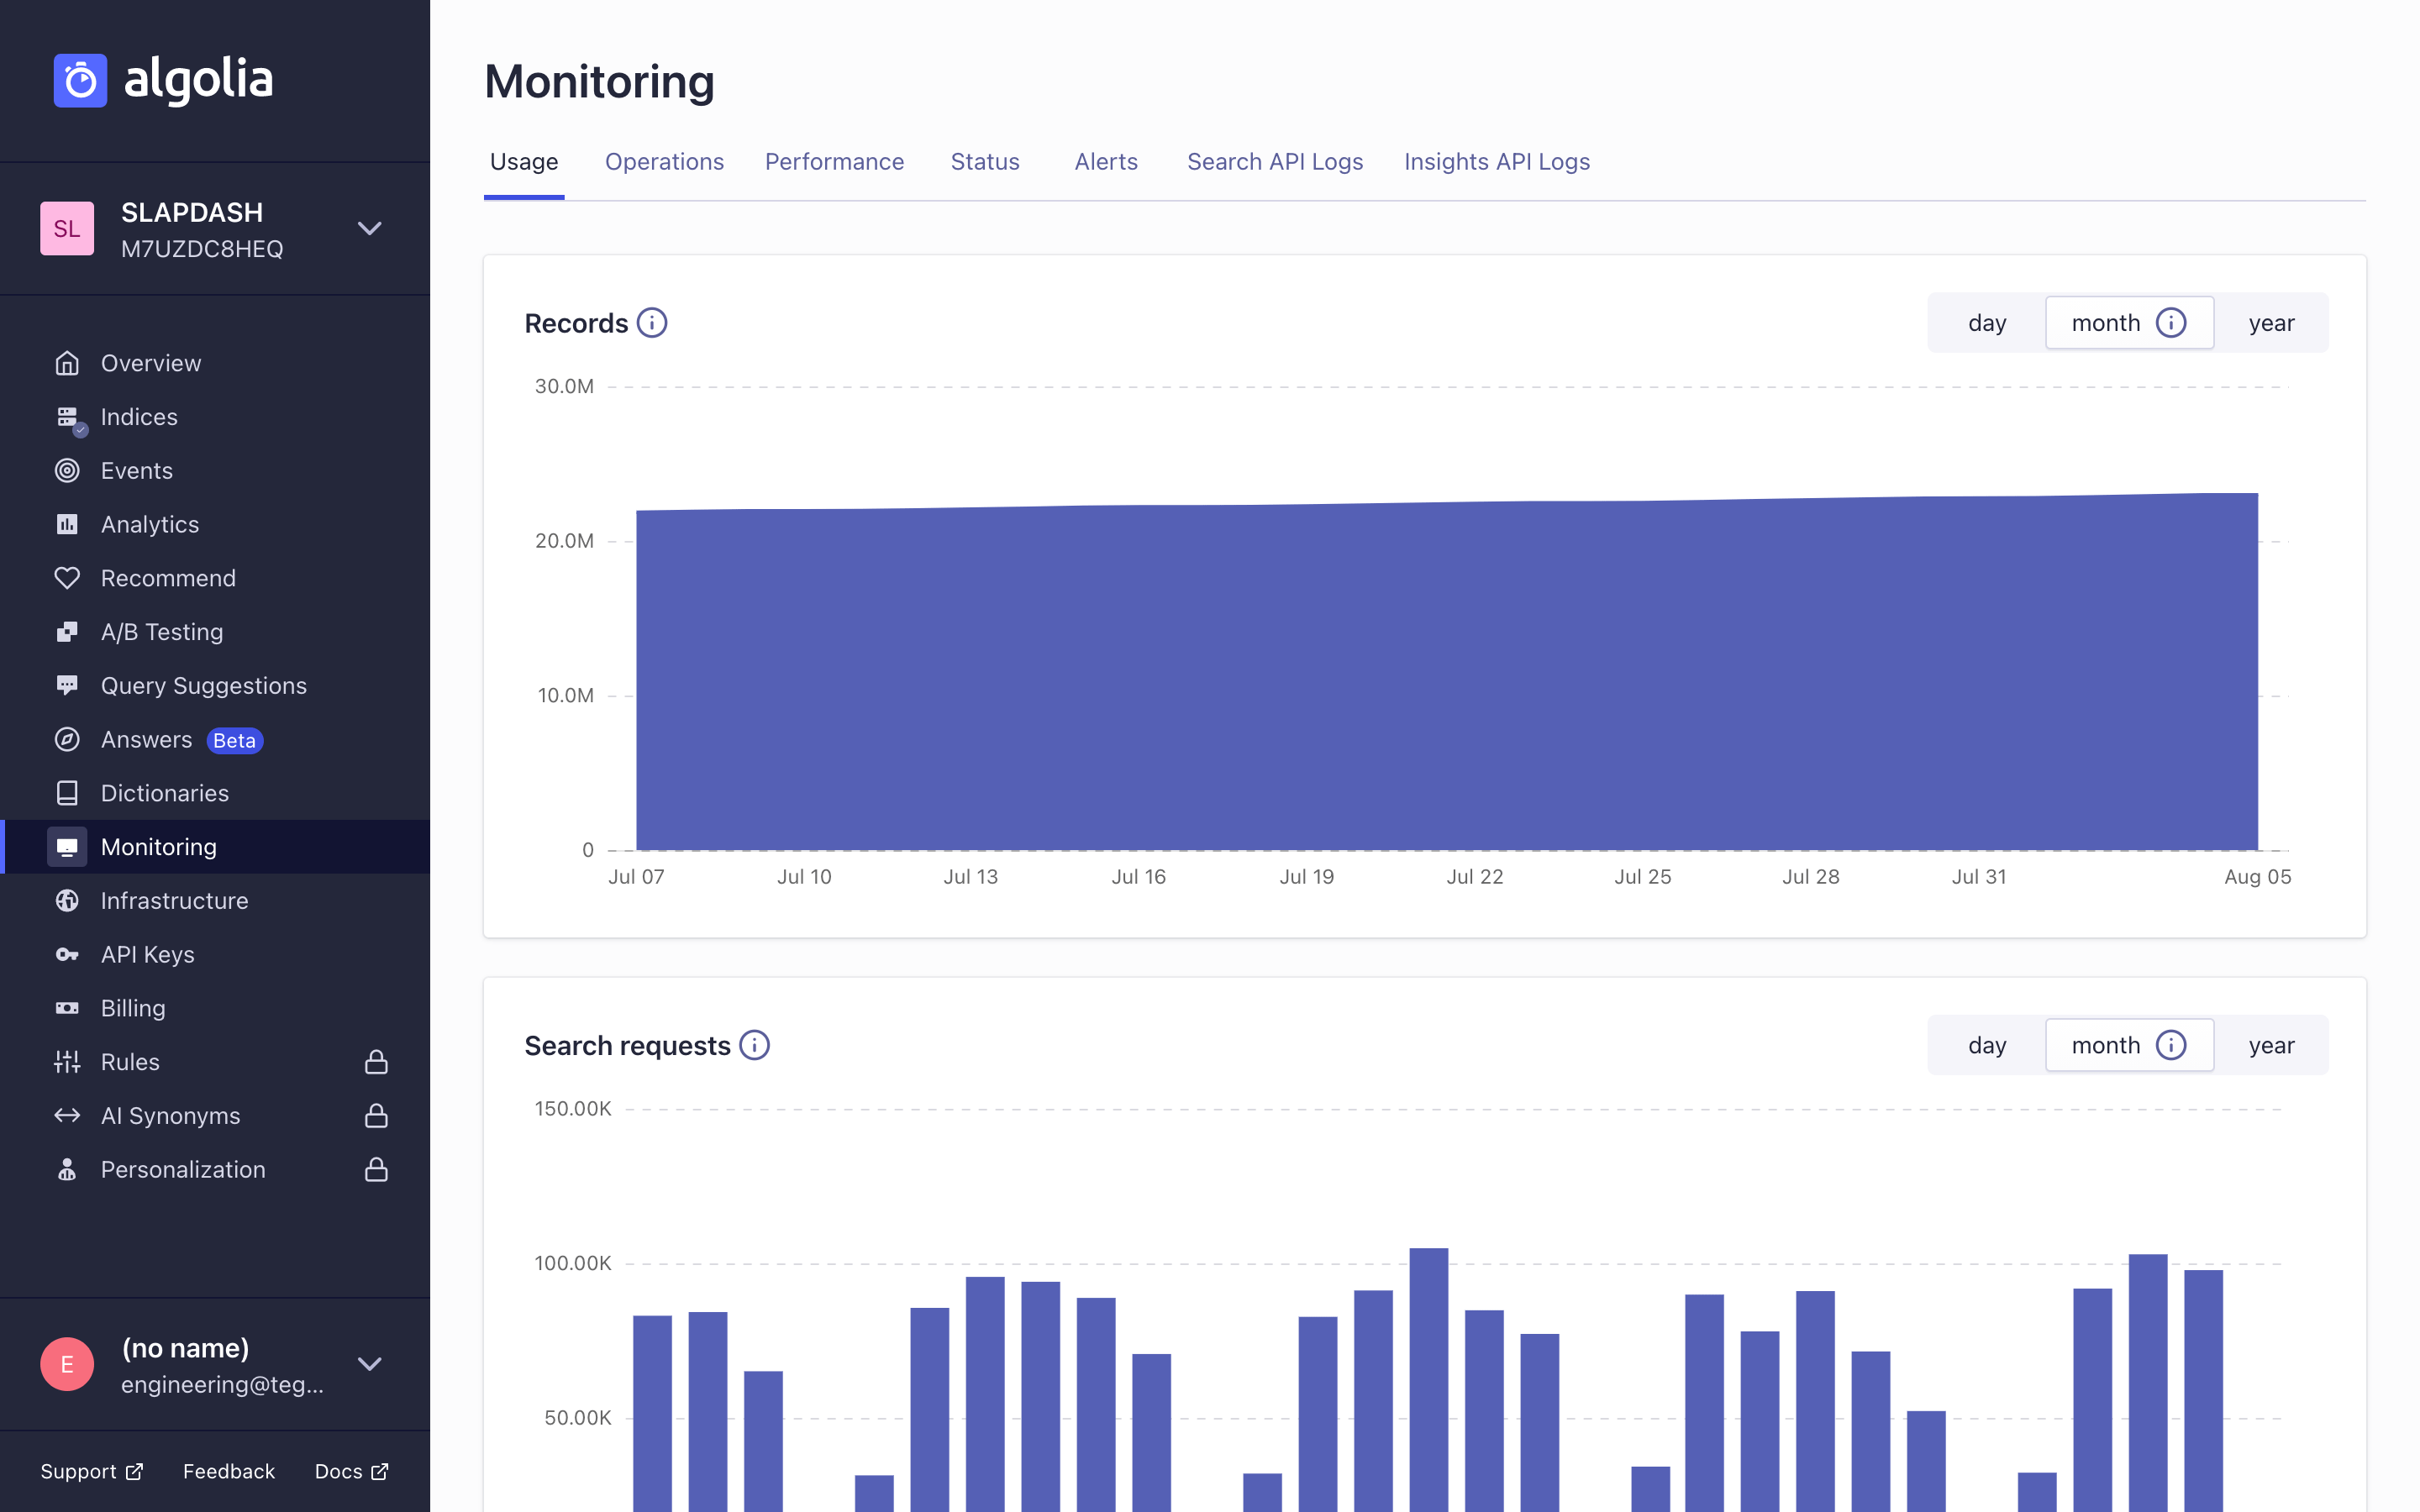 algolia
SL
SLAPDASH
M7UZDC8HEQ
Overview
Indices
Events
Analytics
Recommend
A/B Testing
Query Suggestions
Answers Beta
Dictionaries
Monitoring
Infrastructure
API Keys
Billing
Rules
AI Synonyms
Personalization
E
(no name)
engineering@teg...
Support Feedback Docs
Monitoring
Usage Operations Performance Status Alerts Search API Logs Insights API Logs
Records
day month year
30.0M
20.0M
10.0M
0
Jul 07 Jul 10 Jul 13 Jul 16 Jul 19 Jul 22 Jul 25 Jul 28 Jul 31 Aug 05
Search requests
day month year
150.00K
100.00K
50.00K